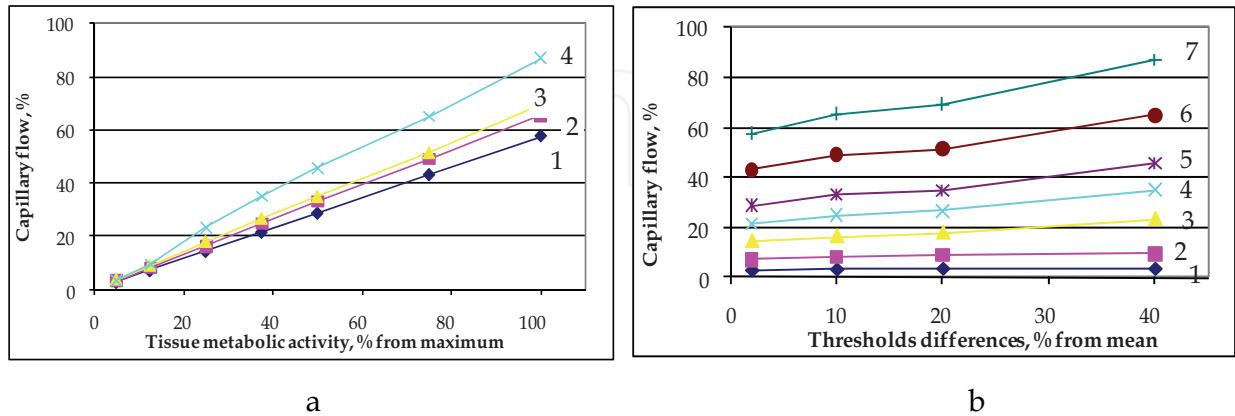 100
80
60
40
20
0
Capillary flow, %
4
3
2
1
0 20 40 60 80 100
Tissue metabolic activity, % from maximum
a
100
80
60
40
20
0
Capillary flow, %
7
6
5
4
3
2
1
0 10 20 30 40
Thresholds differences, % from mean
b